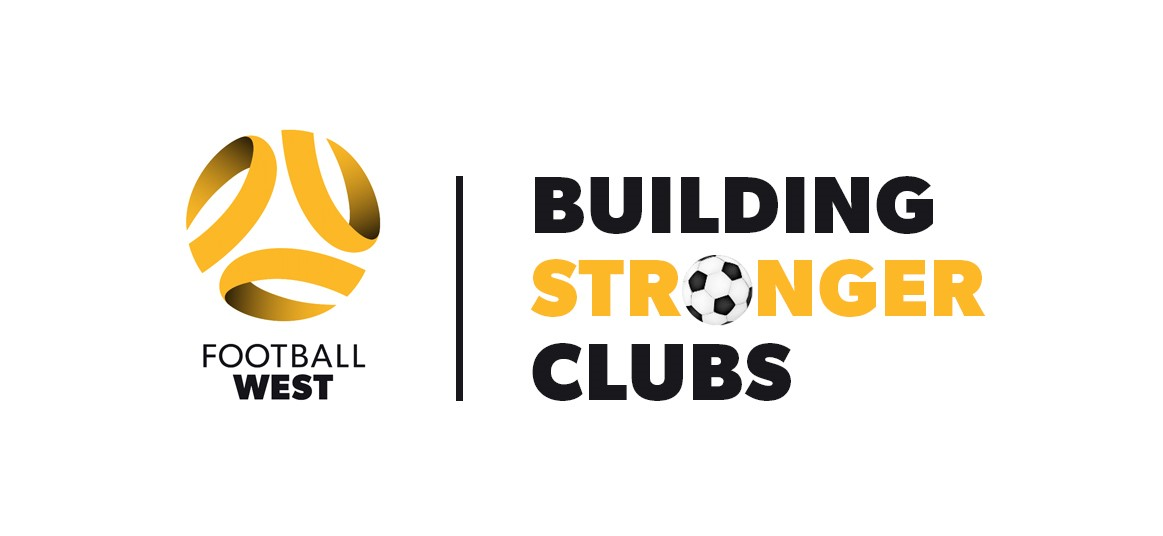 FOOTBALL
WEST
BUILDING
STRONGER
CLUBS